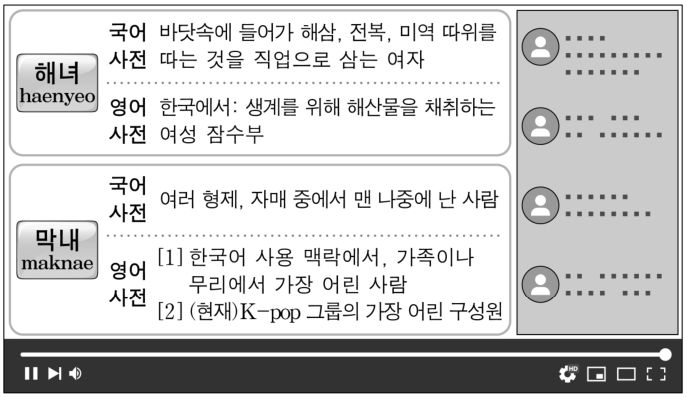 해녀
haenyeo
국어
사전
바닷속에 들어가 해삼, 전복, 미역 따위를
따는 것을 직업으로 삼는 여자
영어
사전
한국에서: 생계를 위해 해산물을 채취하는
여성 잠수부
막내
maknae
국어
사전
여러 형제, 자매 중에서 맨 나중에 난 사람
영어
사전
[1] 한국어 사용 맥락에서, 가족이나
무리에서 가장 어린 사람
[2] (현재)K-pop 그룹의 가장 어린 구성원
HD